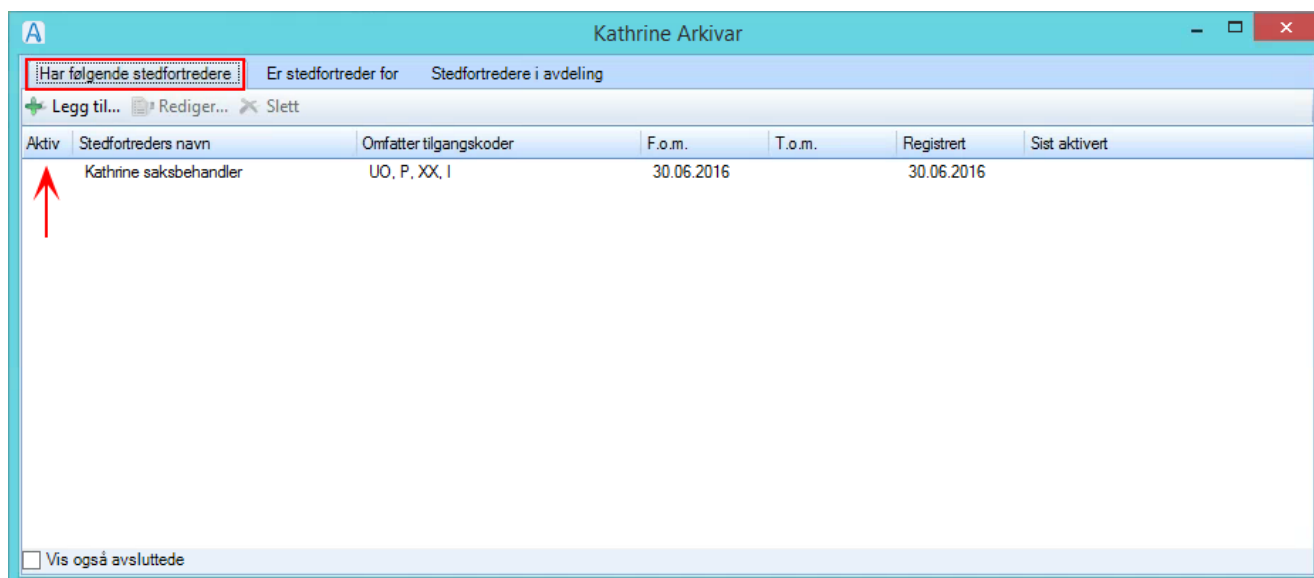 Kathrine Arkivar
Har følgende stedfortredere Er stedfortreder for Stedfortredere i avdeling
Legg til... Rediger... Slett
Aktiv Stedfortreders navn Omfatter tilgangskoder F.o.m. T.o.m. Registrert Sist aktivert
Kathrine saksbehandler UO, P, XX, I 30.06.2016 30.06.2016
Vis også avsluttede